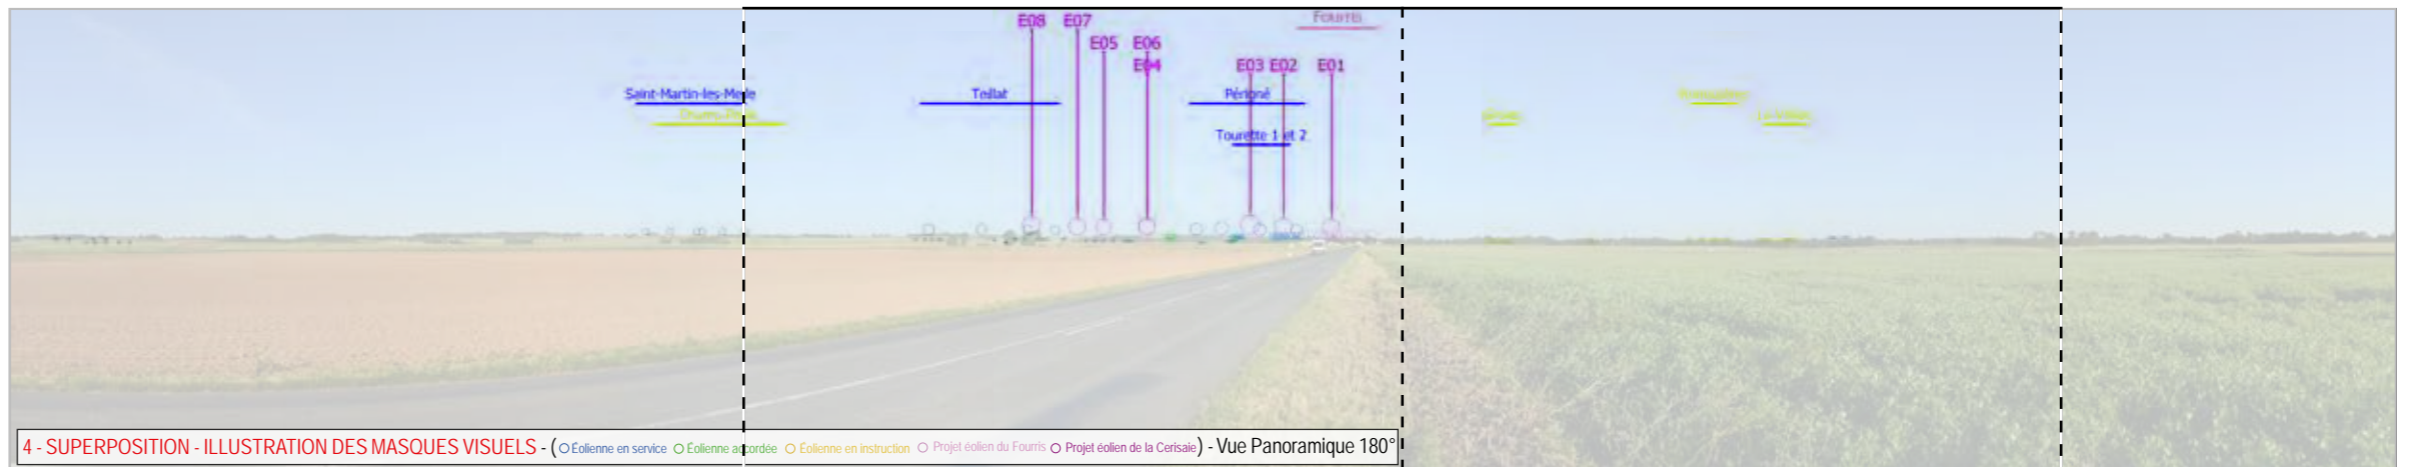 Fourris
E08 E07
E05 E06
E04 E03 E02 E01
Saint-Martin-les-Melle Teillat Périgné
Tourette 1 et 2
4 - SUPERPOSITION - ILLUSTRATION DES MASQUES VISUELS - ( Éolienne en service Éolienne accordée Éolienne en instruction Projet éolien du Fourris Projet éolien de la Cerisaie) - Vue Panoramique 180°